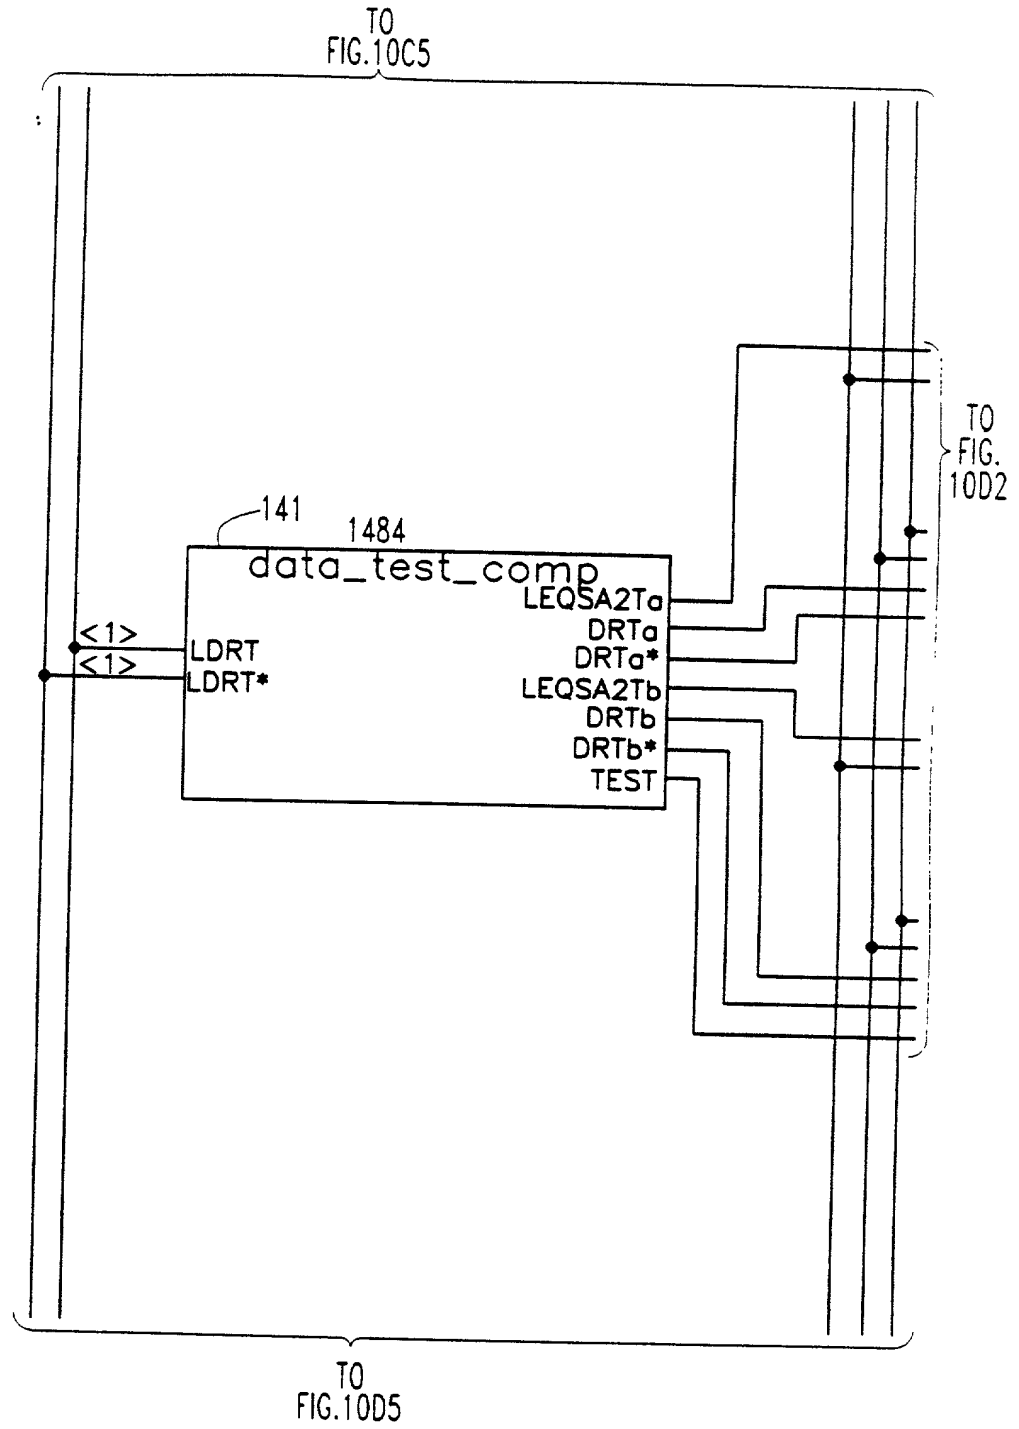 TO
FIG.10C5
TO
FIG.
10D2
141
1484
data_test_comp
LEQSA2Ta
DRTa
DRTa*
LEQSA2Tb
DRTb
DRTb*
TEST
<1>
LDRT
<1>
LDRT*
TO
FIG.10D5